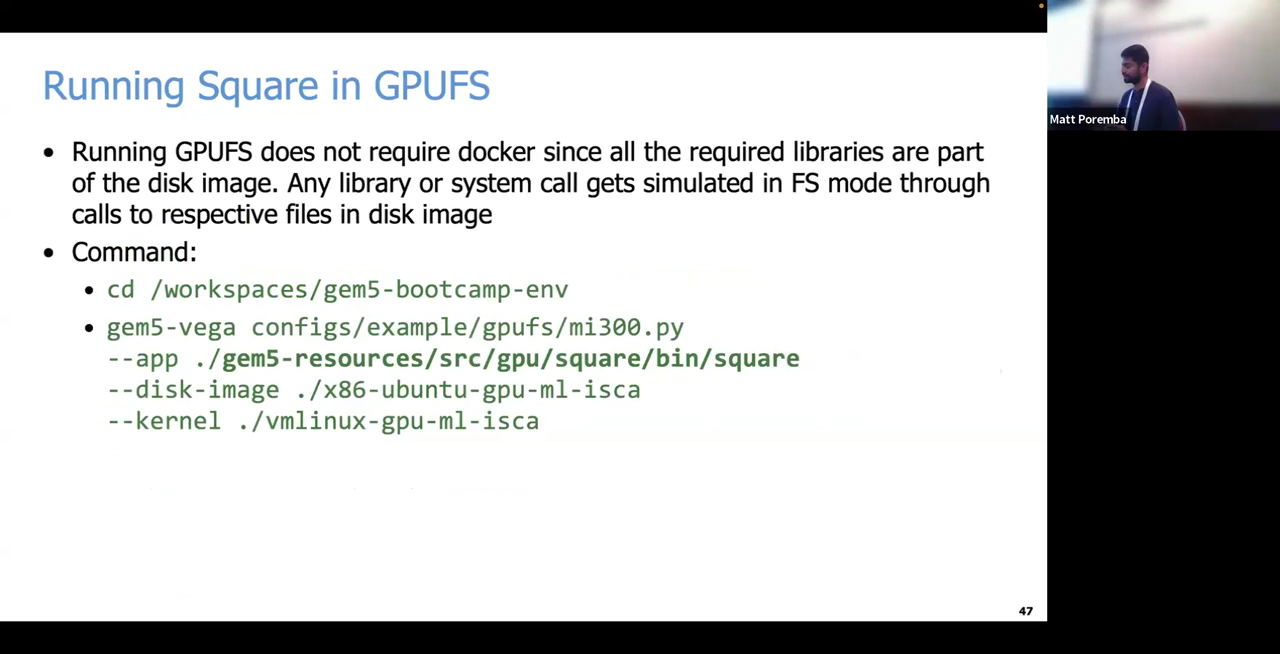 Running Square in GPUFS
• Running GPUFS does not require docker since all the required libraries are part
of the disk image. Any library or system call gets simulated in FS mode through
calls to respective files in disk image
• Command:
• cd /workspaces/gem5-bootcamp-env
• gem5-vega configs/example/gpufs/mi300.py
--app ./gem5-resources/src/gpu/square/bin/square
--disk-image ./x86-ubuntu-gpu-ml-isca
--kernel ./vmlinux-gpu-ml-isca
47
Matt Poremba